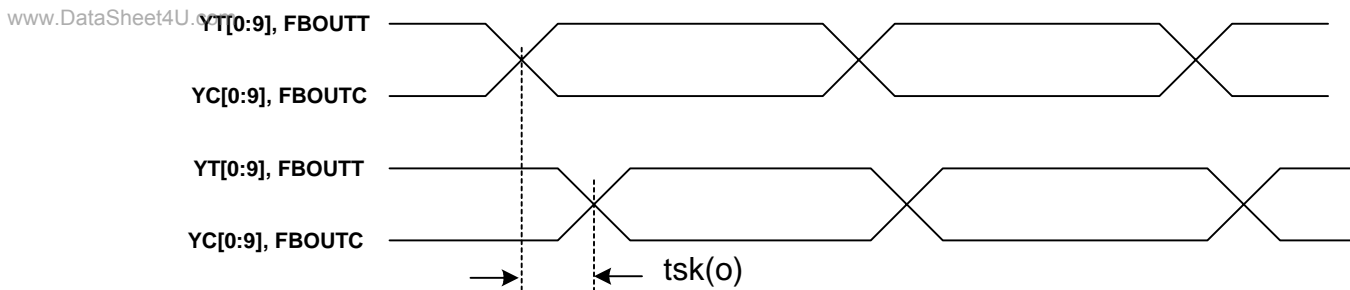 www.DataSheet4U.com
YT[0:9], FBOUTT
YC[0:9], FBOUTC
YT[0:9], FBOUTT
YC[0:9], FBOUTC
tsk(o)